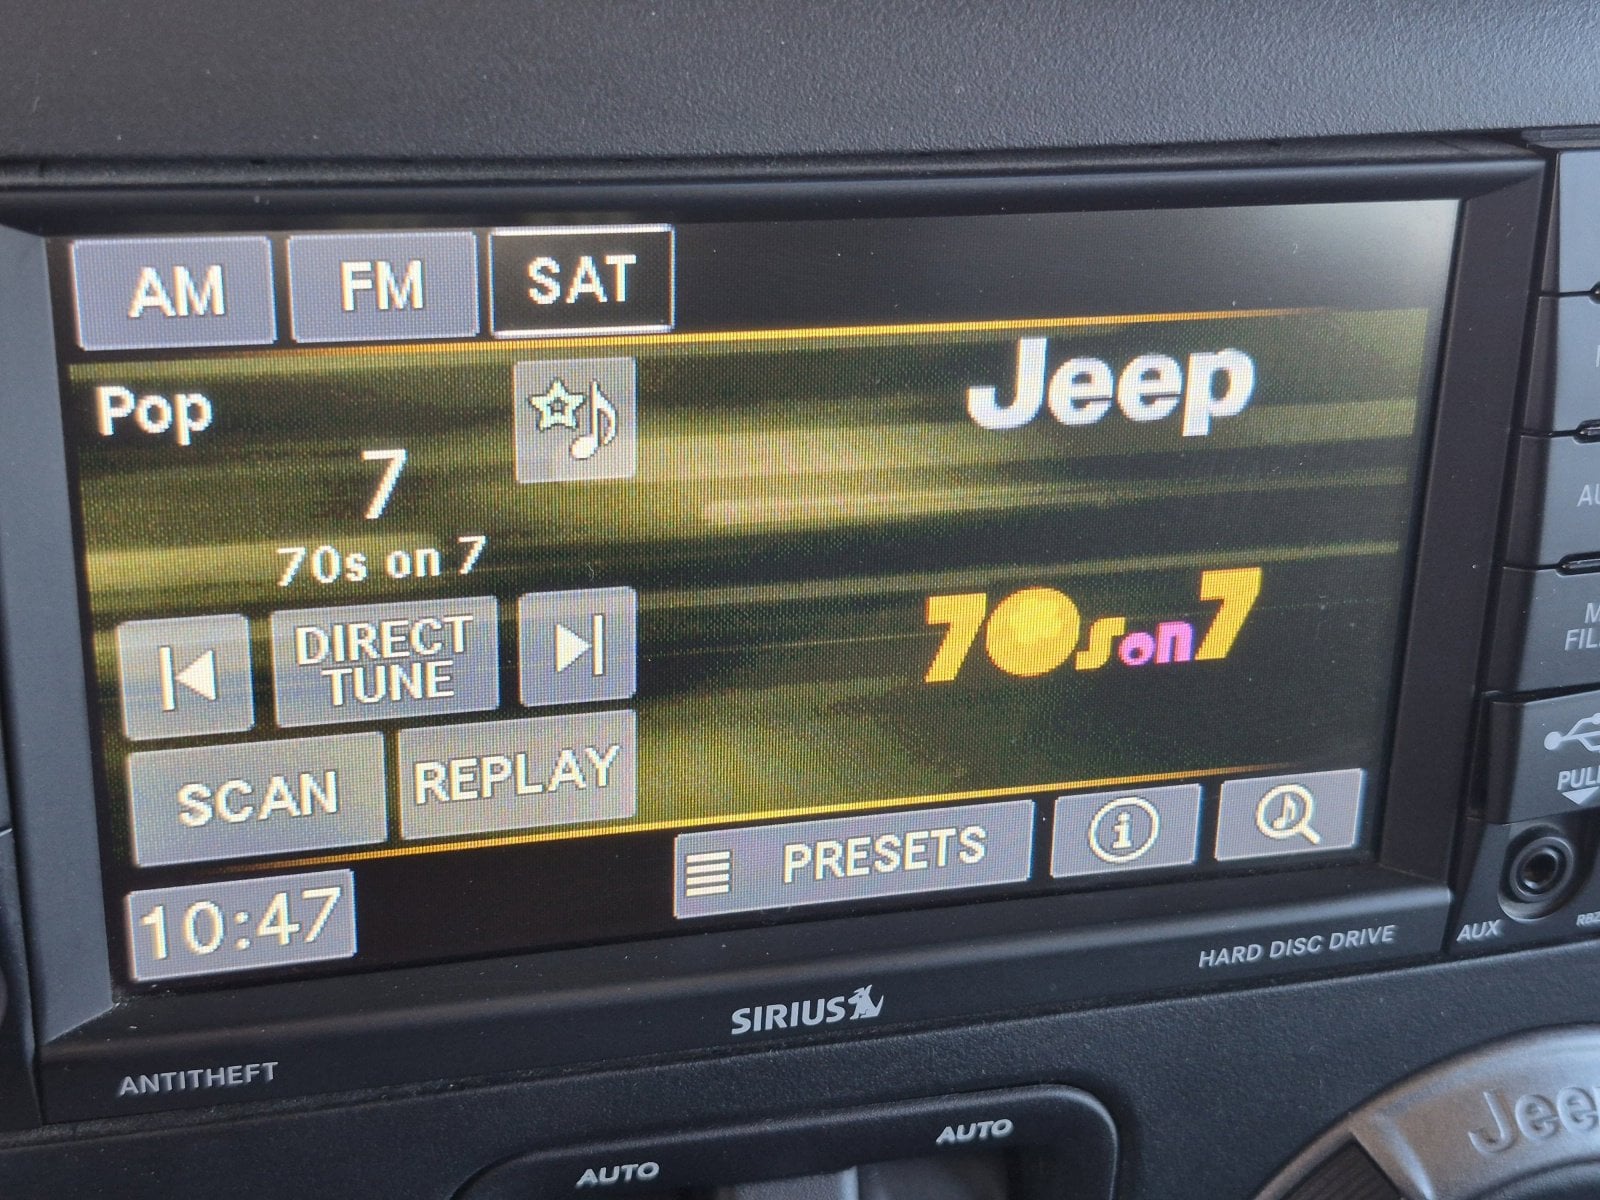 AM FM SAT
Pop
Jeep
7
70s on 7
70s on 7
DIRECT
TUNE
SCAN REPLAY
PRESETS
10:47
HARD DISC DRIVE
AUX
SIRIUS
ANTITHEFT
AUTO
AUTO